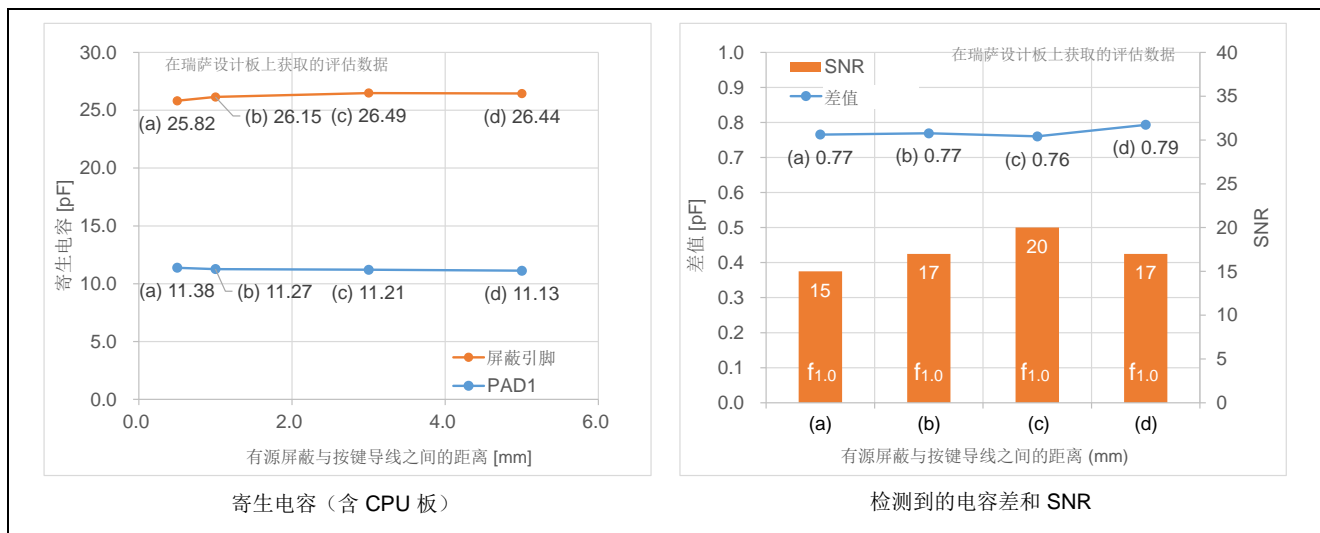 在瑞萨设计板上获取的评估数据
30.0
25.0
20.0
15.0
10.0
5.0
0.0
寄生电容 [pF]
(a) 25.82
(b) 26.15
(c) 26.49
(d) 26.44
(a) 11.38
(b) 11.27
(c) 11.21
(d) 11.13
屏蔽引脚
PAD1
0.0 2.0 4.0 6.0
有源屏蔽与按键导线之间的距离 [mm]
寄生电容（含 CPU 板）
在瑞萨设计板上获取的评估数据
SNR
差值
1.0
0.9
0.8
0.7
0.6
0.5
0.4
0.3
0.2
0.1
0.0
差值 [pF]
(a) 0.77
(b) 0.77
(c) 0.76
(d) 0.79
15
17
20
17
f1.0
f1.0
f1.0
f1.0
40
35
30
25
20
15
10
5
0
SNR
(a) (b) (c) (d)
有源屏蔽与按键导线之间的距离 (mm)
检测到的电容差和 SNR